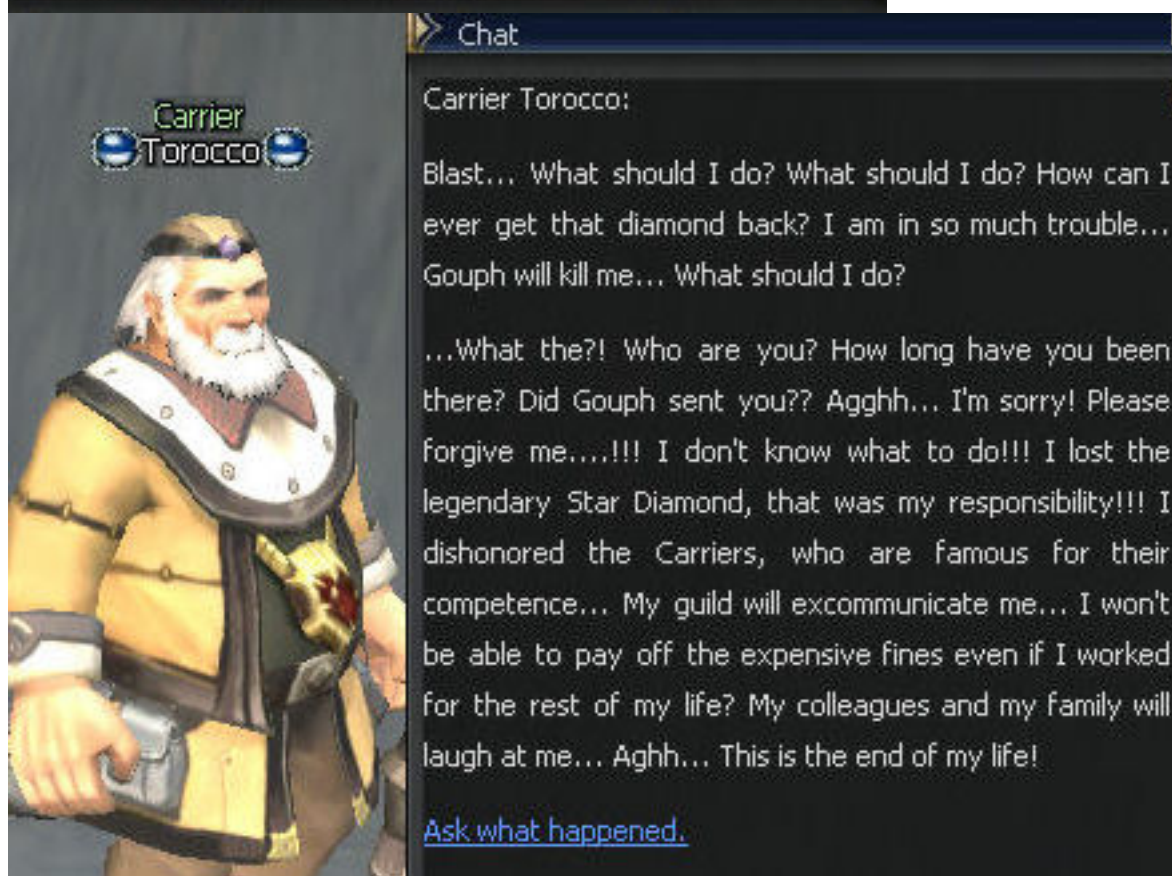 Carrier
Torocco
Chat
Carrier Torocco:
Blast... What should I do? What should I do? How can I
ever get that diamond back? I am in so much trouble...
Gouph will kill me... What should I do?
...What the?! Who are you? How long have you been
there? Did Gouph sent you?? Agghh... I'm sorry! Please
forgive me....!!! I don't know what to do!!! I lost the
legendary Star Diamond, that was my responsibility!!! I
dishonored the Carriers, who are famous for their
competence... My guild will excommunicate me... I won't
be able to pay off the expensive fines even if I worked
for the rest of my life? My colleagues and my family will
laugh at me... Aghh... This is the end of my life!
Ask what happened.